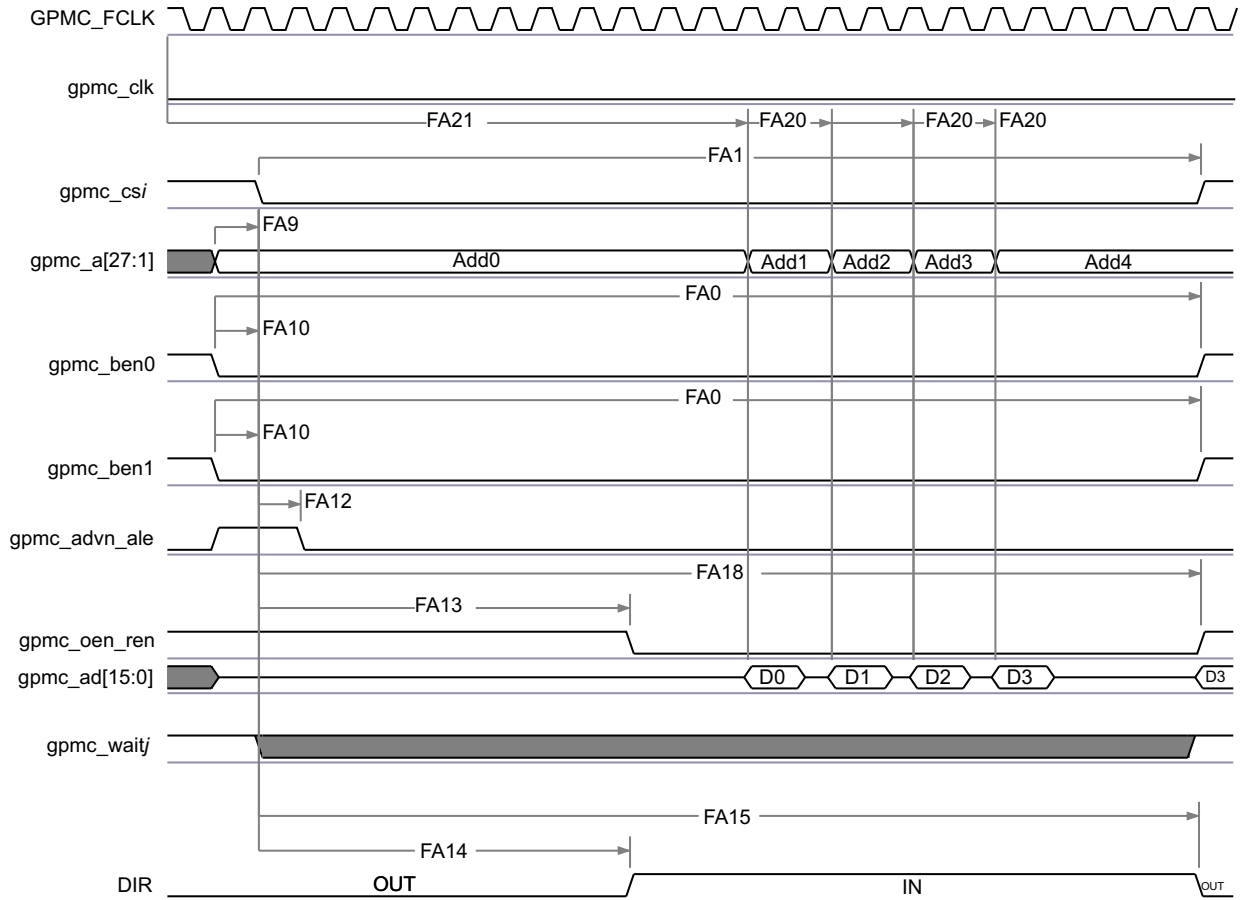 GPMC_FCLK
gpmc_clk
FA21 FA20 FA20 FA20
FA1
gpmc_csi
FA9
gpmc_a[27:1] Add0 Add1 Add2 Add3 Add4
FA0
FA10
gpmc_ben0
FA0
FA10
gpmc_ben1
FA12
gpmc_advn_ale
FA18
FA13
gpmc_oen_ren
gpmc_ad[15:0] D0 D1 D2 D3 D3
gpmc_waitj
FA15
FA14
DIR OUT IN OUT